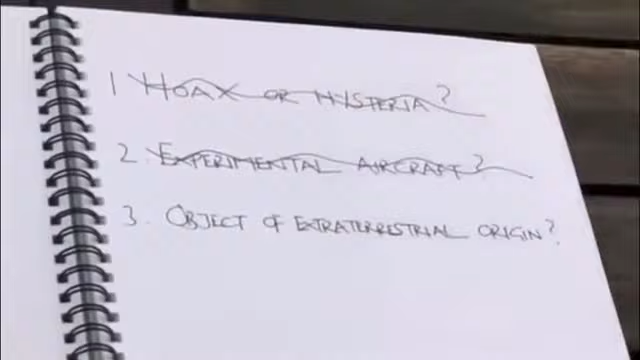 1 HOAX OR HYSTERIA?
2. EXPERIMENTAL AIRCRAFT?
3. OBJECT OF EXTRATERRESTRIAL ORIGIN?